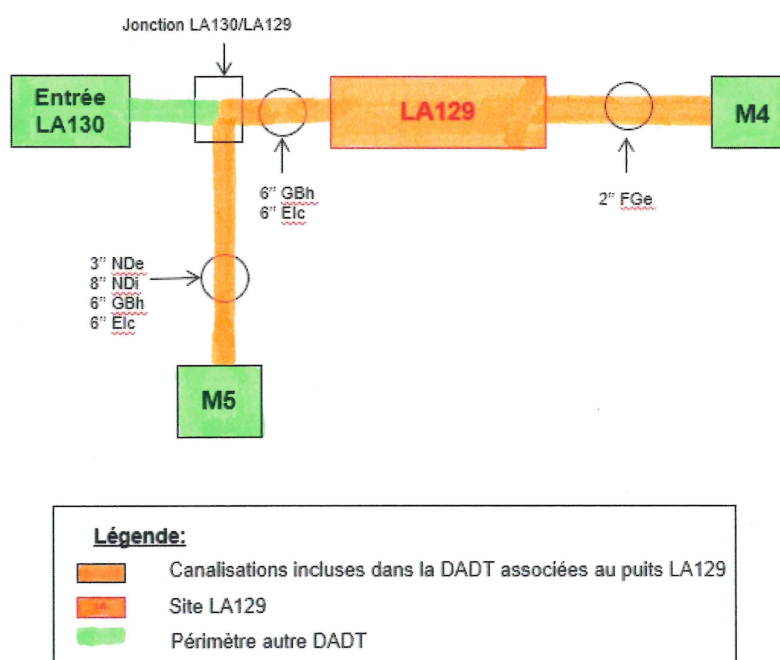 Jonction LA130/LA129
Entrée
LA130
LA129
M4
6" GBh
6" Elc
2" FGe
3" NDe
8" NDi
6" GBh
6" Elc
M5
Légende:
Canalisations incluses dans la DADT associées au puits LA129
LA
Site LA129
Périmètre autre DADT